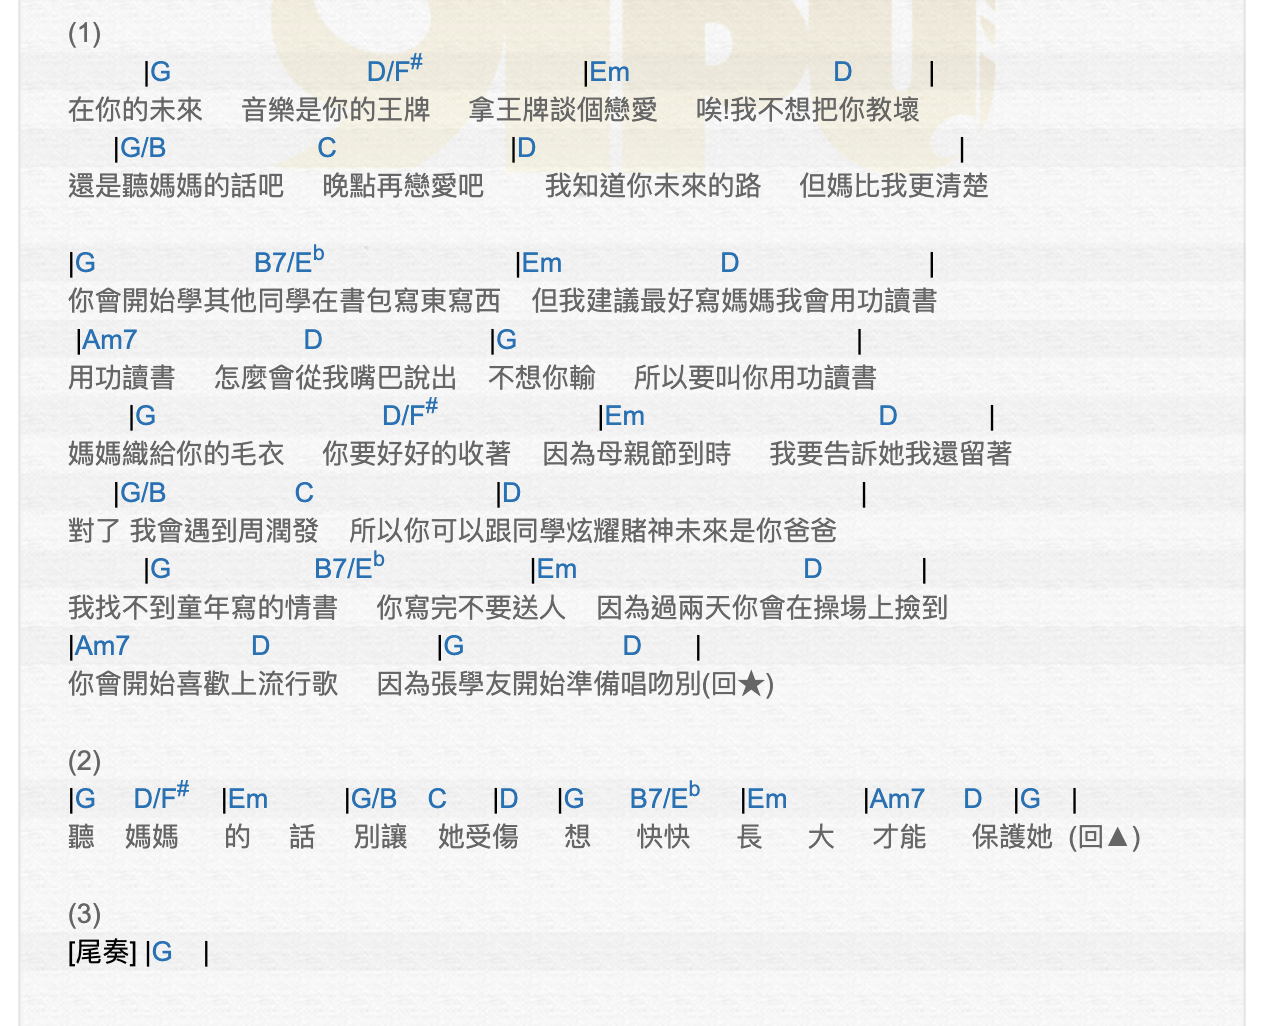 (1)
|G D/F# |Em D |
在你的未來 音樂是你的王牌 拿王牌談個戀愛 唉!我不想把你教壞
|G/B C |D |
還是聽媽媽的話吧 晚點再戀愛吧 我知道你未來的路 但媽比我更清楚
|G B7/Eb |Em D |
你會開始學其他同學在書包寫東寫西 但我建議最好寫媽媽我會用功讀書
|Am7 D |G |
用功讀書 怎麼會從我嘴巴說出 不想你輸 所以要叫你用功讀書
|G D/F# |Em D |
媽媽織給你的毛衣 你要好好的收著 因為母親節到時 我要告訴她我還留著
|G/B C |D |
對了 我會遇到周潤發 所以你可以跟同學炫耀賭神未來是你爸爸
|G B7/Eb |Em D |
我找不到童年寫的情書 你寫完不要送人 因為過兩天你會在操場上撿到
|Am7 D |G D |
你會開始喜歡上流行歌 因為張學友開始準備唱吻別(回★)
(2)
|G D/F# |Em |G/B C |D |G B7/Eb |Em |Am7 D |G |
聽 媽媽 的 話 別讓 她受傷 想 快快 長 大 才能 保護她 (回▲)
(3)
[尾奏] |G |